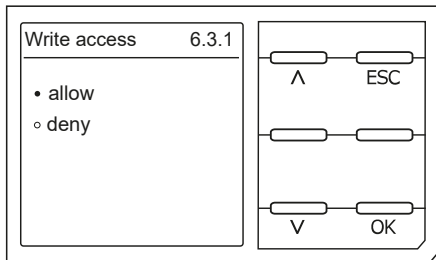 Write access 6.3.1
• allow
○ deny
Λ ESC
V OK